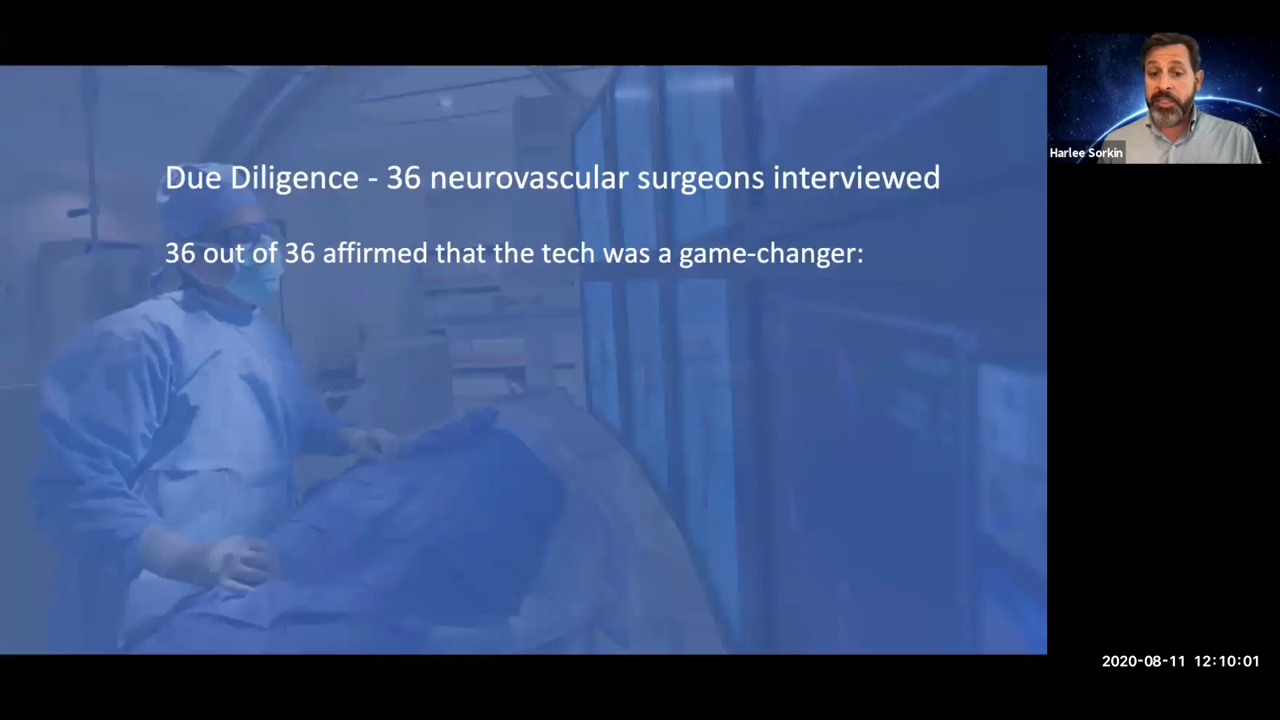 Due Diligence - 36 neurovascular surgeons interviewed
36 out of 36 affirmed that the tech was a game-changer:
Harlee Sorkin
2020-08-11 12:10:01